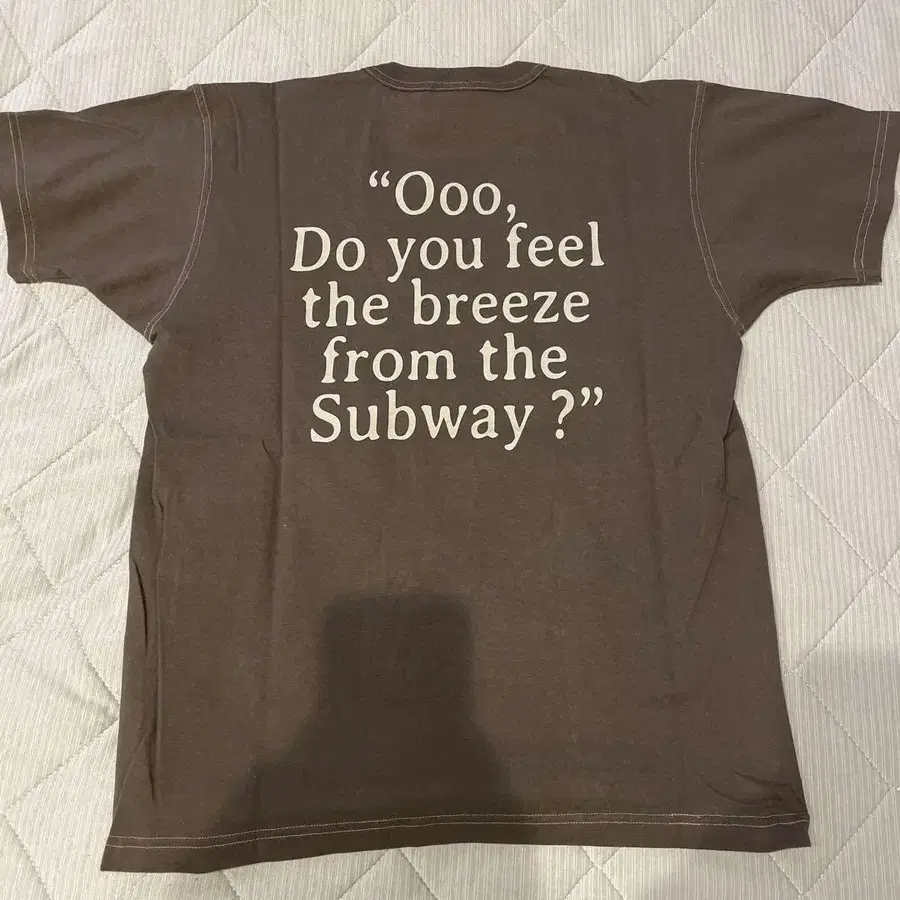 “Ooo,
Do you feel
the breeze
from the
Subway ?”